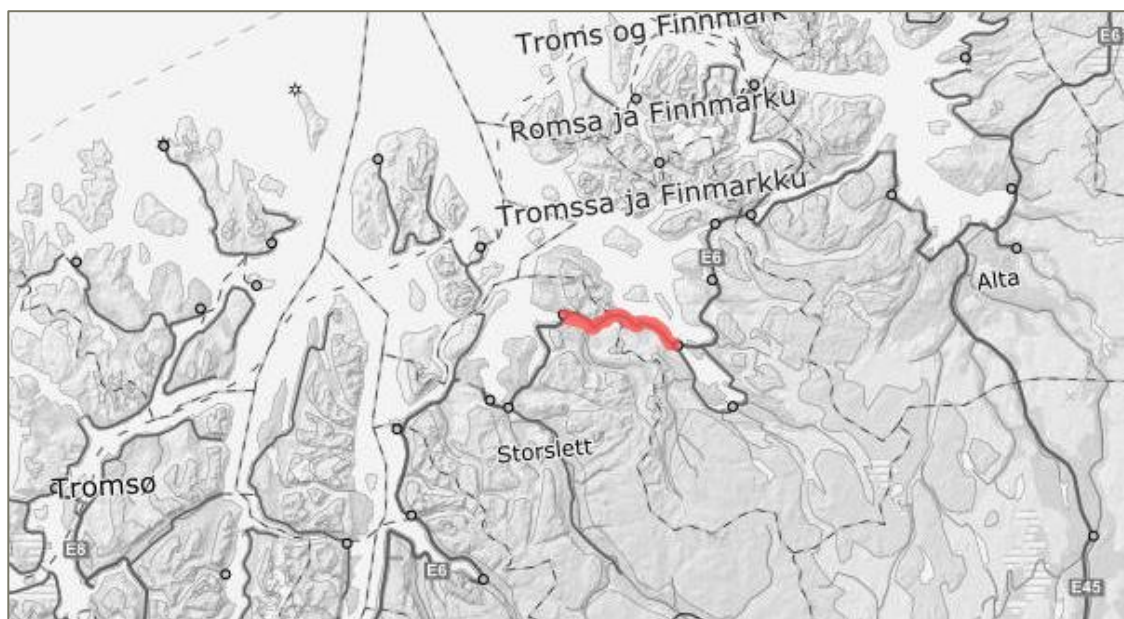 Troms og Finnmark
E6
Romsa ja Finnmárku
Tromssa ja Finmarkku
E6
Alta
Storslett
Tromsø
E8
E6
E45